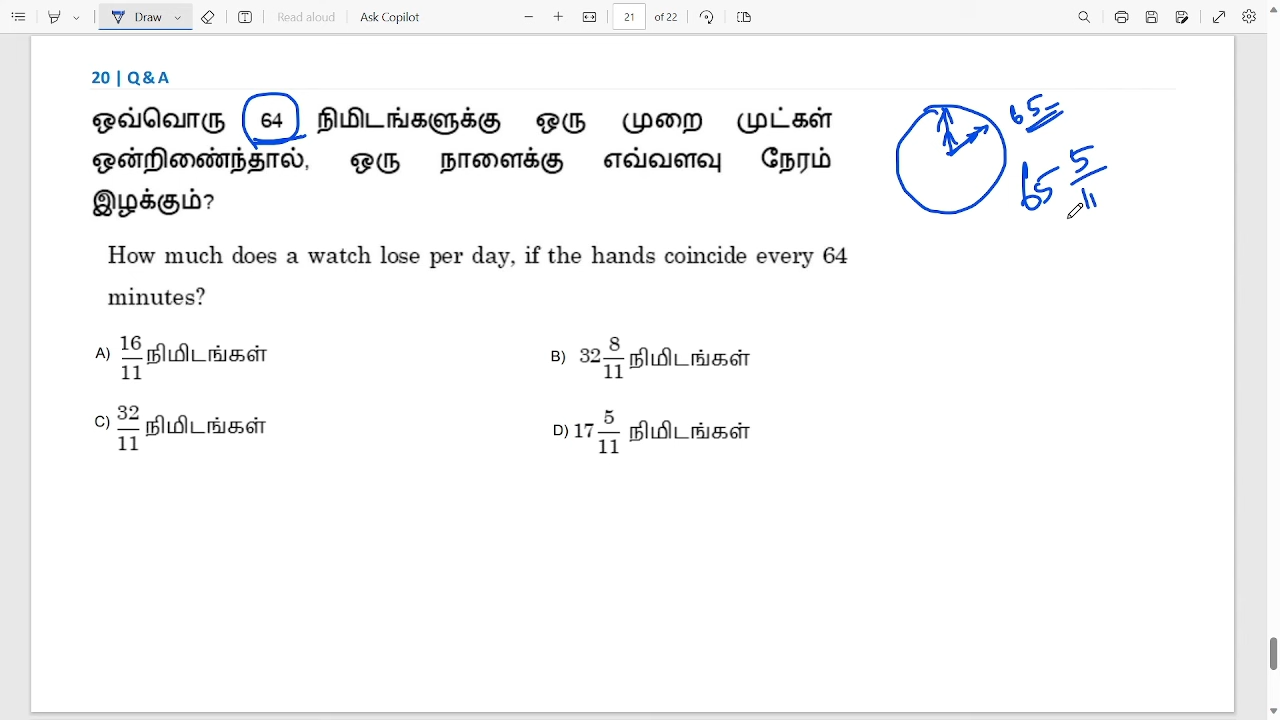 Draw
Read aloud
Ask Copilot
21 of 22
20 | Q&A
ஒவ்வொரு 64 நிமிடங்களுக்கு ஒரு முறை முட்கள்
ஒன்றிணைந்தால், ஒரு நாளைக்கு எவ்வளவு நேரம்
இழக்கும்?
65
65 5/11
How much does a watch lose per day, if the hands coincide every 64
minutes?
A) 16/11 நிமிடங்கள்
B) 32 8/11 நிமிடங்கள்
C) 32/11 நிமிடங்கள்
D) 17 5/11 நிமிடங்கள்